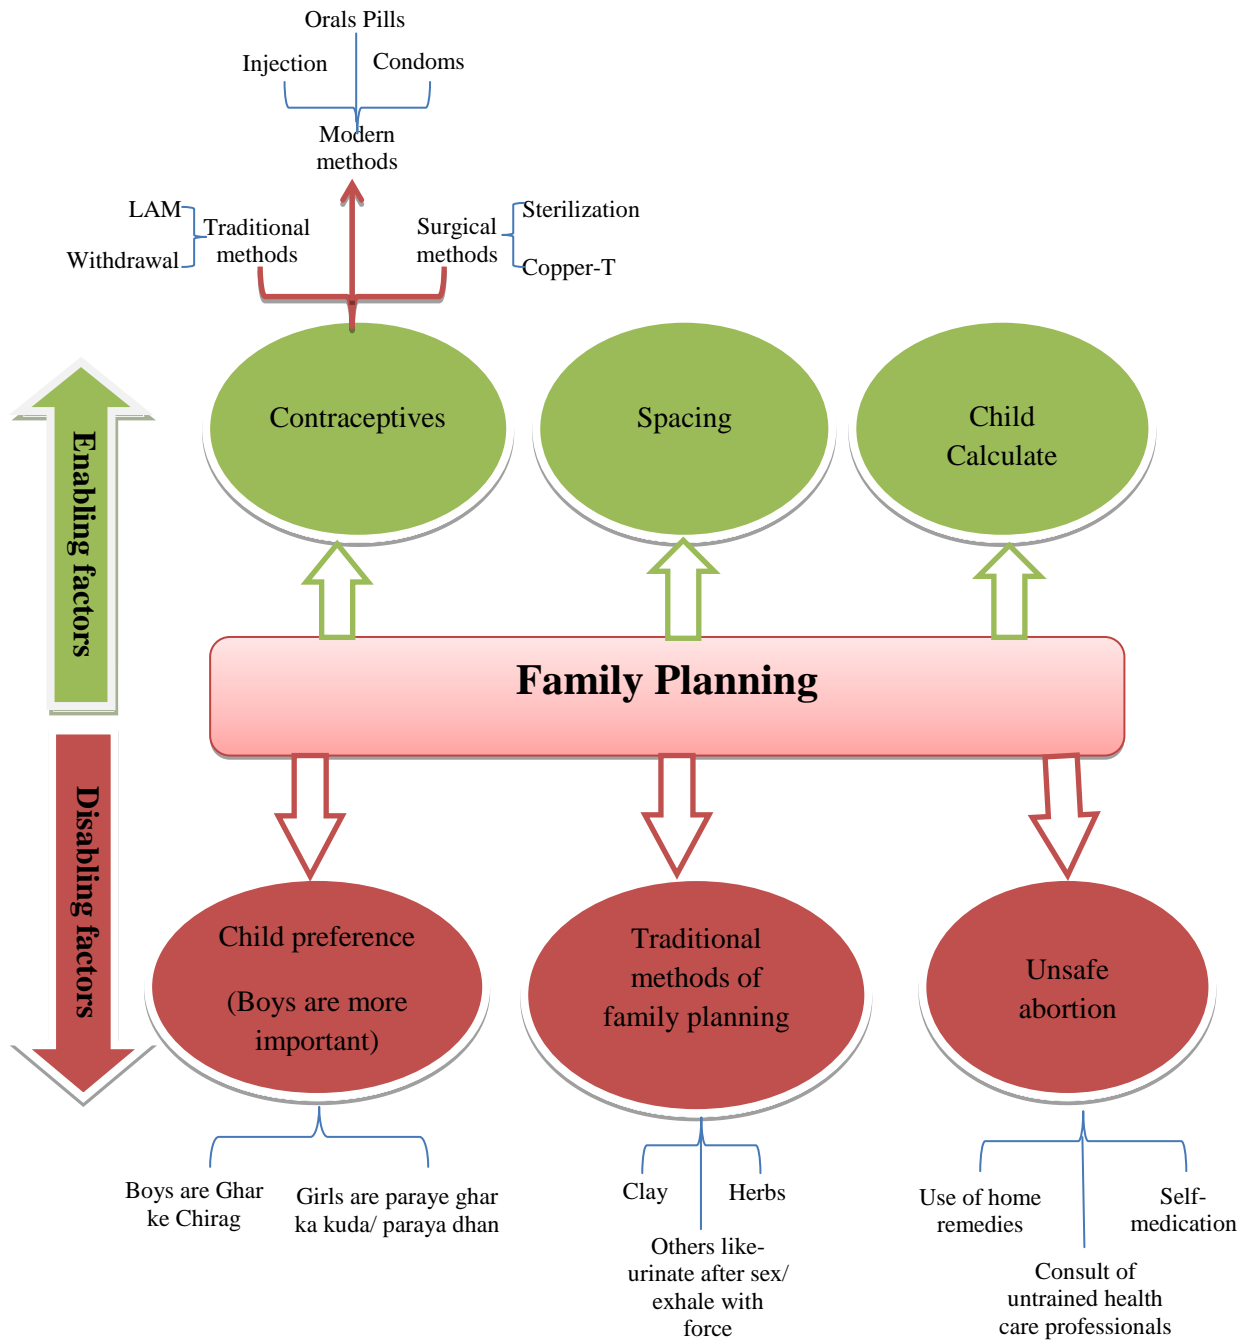 Orals Pills
Injection
Condoms
Modern
methods
LAM
Withdrawal
Traditional
methods
Surgical
methods
Sterilization
Copper-T
Enabling factors
Contraceptives
Spacing
Child
Calculate
Family Planning
Disabling factors
Child preference
(Boys are more
important)
Traditional
methods of
family planning
Unsafe
abortion
Boys are Ghar
ke Chirag
Girls are paraye ghar
ka kuda/ paraya dhan
Clay
Herbs
Others like-
urinate after sex/
exhale with
force
Use of home
remedies
Self-
medication
Consult of
untrained health
care professionals